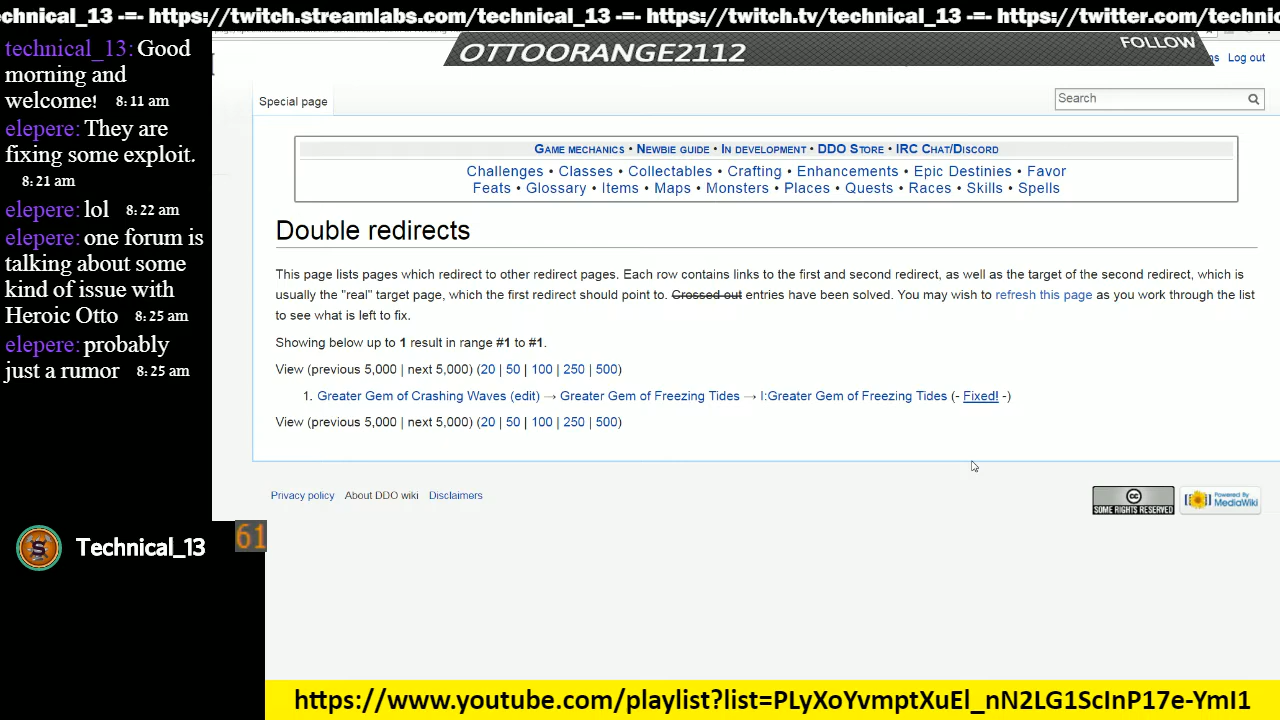 technical_13 -=- https://twitch.streamlabs.com/technical_13 -=- https://twitch.tv/technical_13 -=- https://twitter.com/technic
technical_13: Good
morning and
welcome! 8:11 am
elepere: They are
fixing some exploit.
8:21 am
elepere: lol 8:22 am
elepere: one forum is
talking about some
kind of issue with
Heroic Otto 8:25 am
elepere: probably
just a rumor 8:25 am
OTTOORANGE2112
FOLLOW
Log out
Special page
Search
Game mechanics • Newbie guide • In development • DDO Store • IRC Chat/Discord
Challenges • Classes • Collectables • Crafting • Enhancements • Epic Destinies • Favor
Feats • Glossary • Items • Maps • Monsters • Places • Quests • Races • Skills • Spells
Double redirects
This page lists pages which redirect to other redirect pages. Each row contains links to the first and second redirect, as well as the target of the second redirect, which is
usually the "real" target page, which the first redirect should point to. Crossed out entries have been solved. You may wish to refresh this page as you work through the list
to see what is left to fix.
Showing below up to 1 result in range #1 to #1.
View (previous 5,000 | next 5,000) (20 | 50 | 100 | 250 | 500)
1. Greater Gem of Crashing Waves (edit) → Greater Gem of Freezing Tides → I:Greater Gem of Freezing Tides (- Fixed! -)
View (previous 5,000 | next 5,000) (20 | 50 | 100 | 250 | 500)
Privacy policy About DDO wiki Disclaimers
CC
SOME RIGHTS RESERVED
Powered By
MediaWiki
S
Technical_13
61
https://www.youtube.com/playlist?list=PLyXoYvmptXuEl_nN2LG1ScInP17e-YmI1